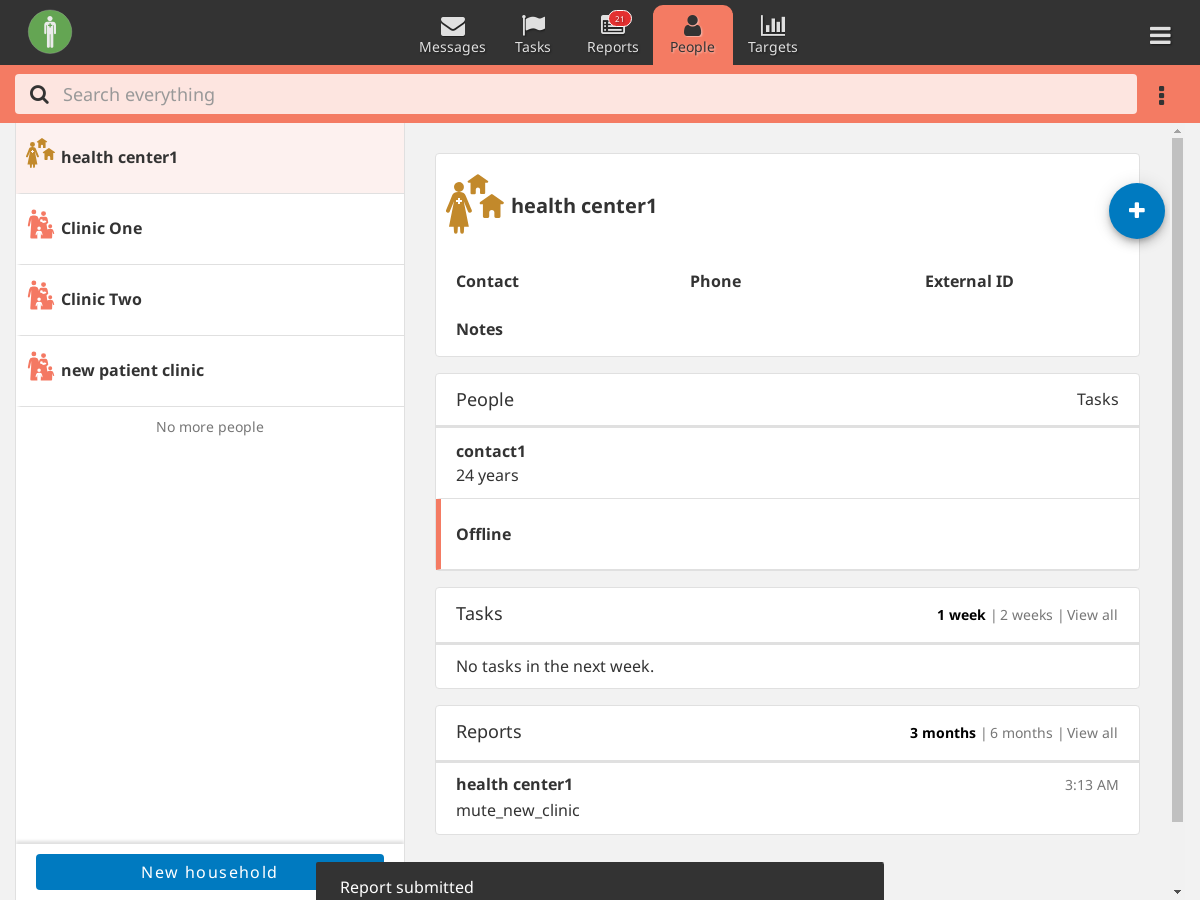 Messages
Tasks
21
Reports
People
Targets
Search everything
health center1
Clinic One
Clinic Two
new patient clinic
No more people
New household
health center1
Contact
Phone
External ID
Notes
People
Tasks
contact1
24 years
Offline
Tasks
1 week | 2 weeks | View all
No tasks in the next week.
Reports
3 months | 6 months | View all
health center1
3:13 AM
mute_new_clinic
Report submitted